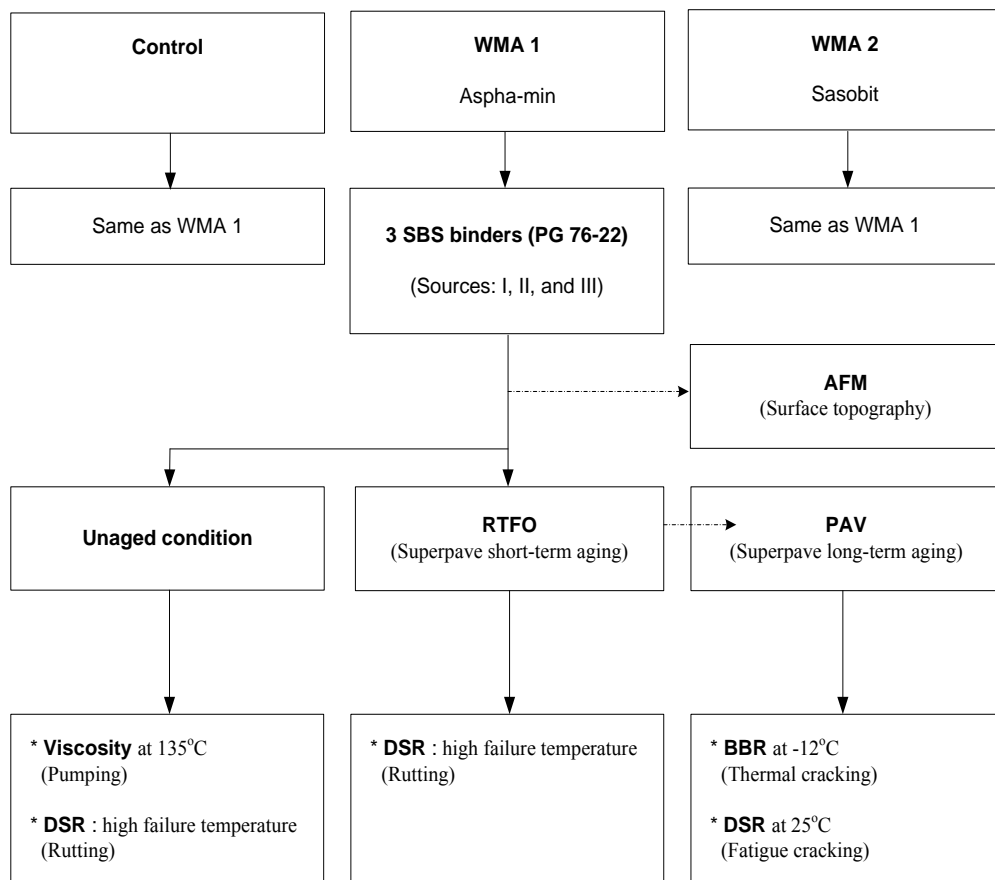 Control
WMA 1
Aspha-min
WMA 2
Sasobit
Same as WMA 1
3 SBS binders (PG 76-22)
(Sources: I, II, and III)
Same as WMA 1
AFM
(Surface topography)
Unaged condition
RTFO
(Superpave short-term aging)
PAV
(Superpave long-term aging)
* Viscosity at 135°C
(Pumping)
* DSR : high failure temperature
(Rutting)
* DSR : high failure temperature
(Rutting)
* BBR at -12°C
(Thermal cracking)
* DSR at 25°C
(Fatigue cracking)